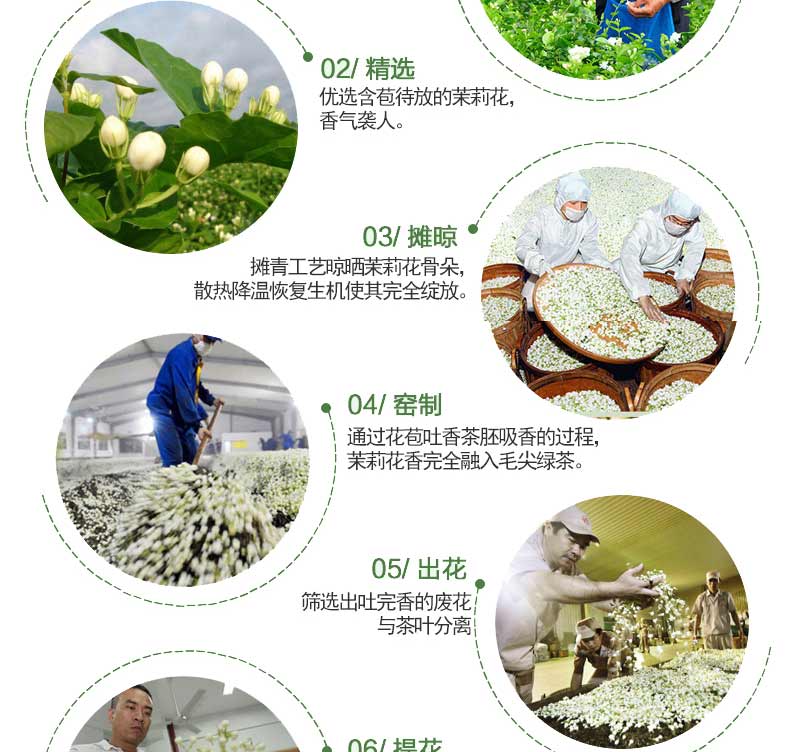 02/ 精选
优选含苞待放的茉莉花，
香气袭人。
03/ 摊晾
摊青工艺晾晒茉莉花骨朵，
散热降温恢复生机使其完全绽放。
04/ 窑制
通过花苞吐香茶胚吸香的过程，
茉莉花香完全融入毛尖绿茶。
05/ 出花
筛选出吐完香的废花
与茶叶分离
06/ 提花